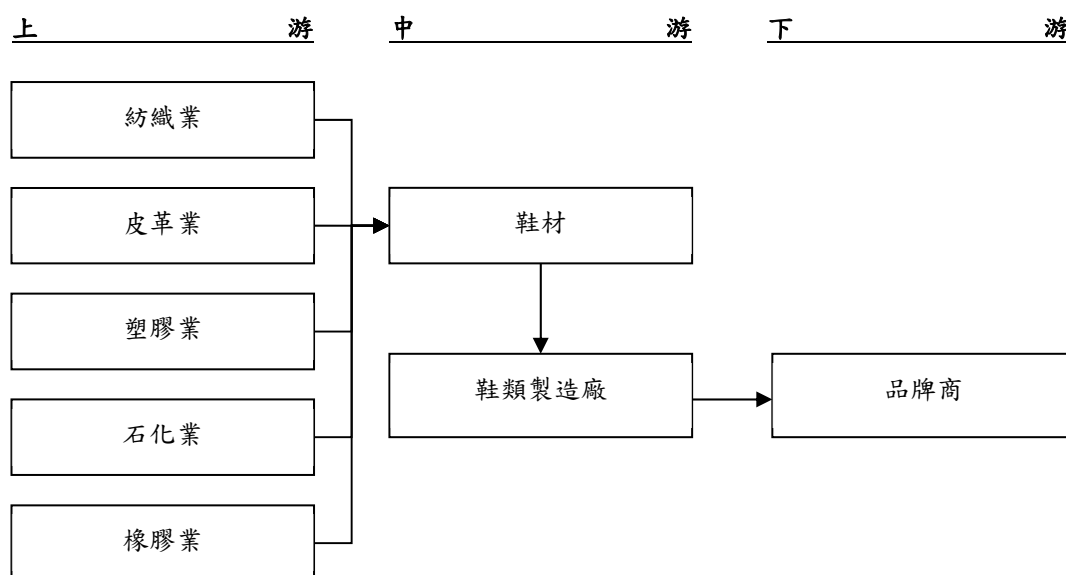 上游 中游 下游
紡織業
皮革業 鞋材
塑膠業
鞋類製造廠 品牌商
石化業
橡膠業